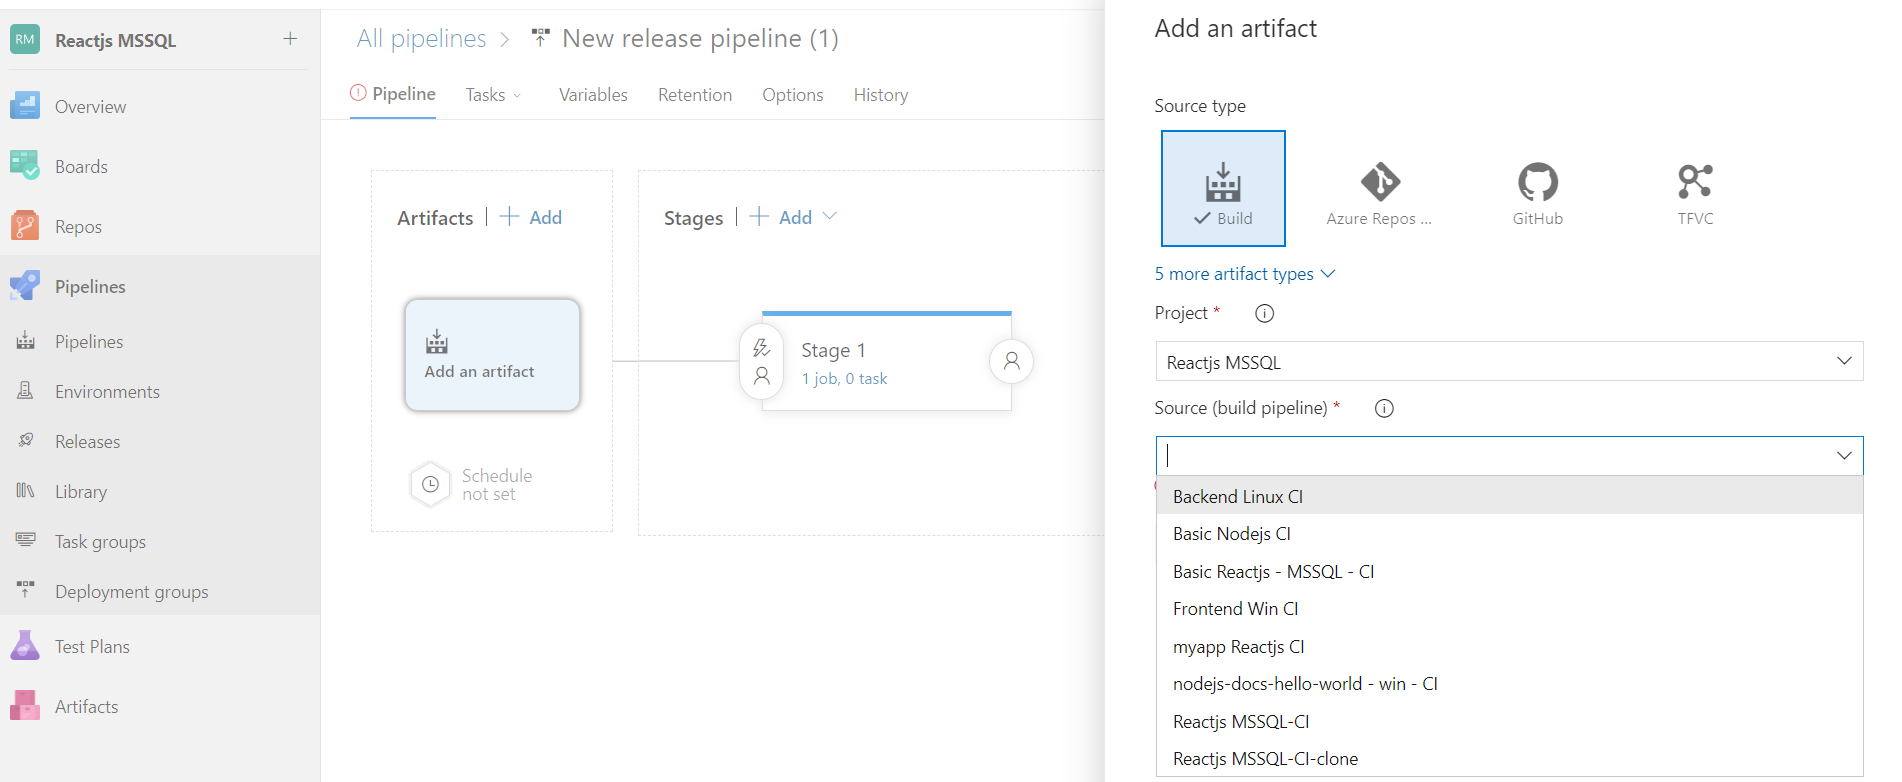 RM Reactjs MSSQL
Overview
Boards
Repos
Pipelines
Pipelines
Environments
Releases
Library
Task groups
Deployment groups
Test Plans
Artifacts
All pipelines > New release pipeline (1)
Pipeline Tasks Variables Retention Options History
Artifacts | + Add
Add an artifact
Schedule
not set
Stages | + Add
Stage 1
1 job, 0 task
Add an artifact
Source type
Build
Azure Repos ...
GitHub
TFVC
5 more artifact types
Project *
Reactjs MSSQL
Source (build pipeline) *
Backend Linux CI
Basic Nodejs CI
Basic Reactjs - MSSQL - CI
Frontend Win CI
myapp Reactjs CI
nodejs-docs-hello-world - win - CI
Reactjs MSSQL-CI
Reactjs MSSQL-CI-clone